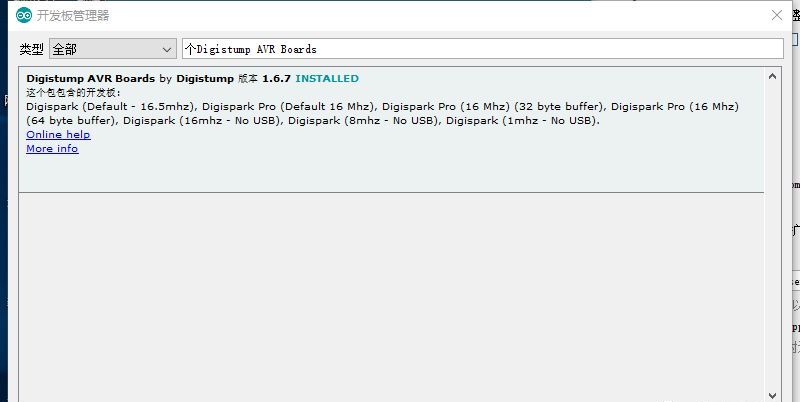 开发板管理器
类型 全部 个Digistump AVR Boards
Digistump AVR Boards by Digistump 版本 1.6.7 INSTALLED
这个包包含的开发板:
Digispark (Default - 16.5mhz), Digispark Pro (Default 16 Mhz), Digispark Pro (16 Mhz) (32 byte buffer), Digispark Pro (16 Mhz)
(64 byte buffer), Digispark (16mhz - No USB), Digispark (8mhz - No USB), Digispark (1mhz - No USB).
Online help
More info